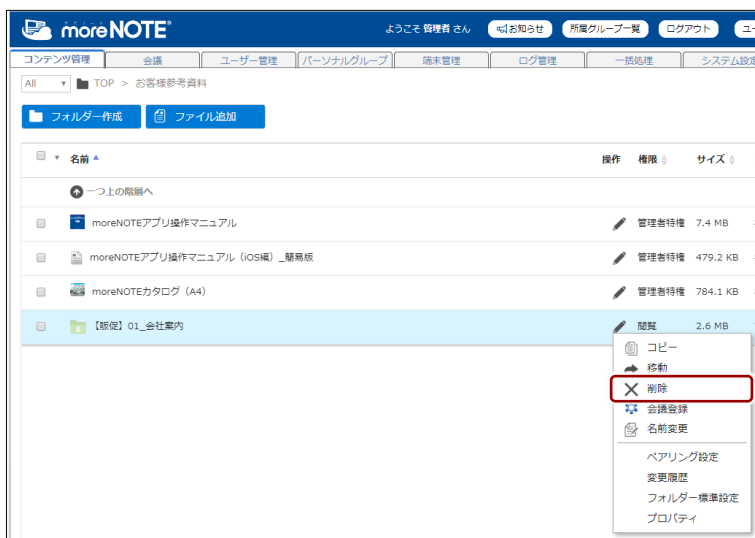 moreNOTE® ようこそ 管理者 さん お知らせ 所属グループ一覧 ログアウト
コンテンツ管理 会議 ユーザー管理 パーソナルグループ 端末管理 ログ管理 一括処理 システム設定
All TOP > お客様参考資料
フォルダー作成 ファイル追加
名前 操作 権限 サイズ
一つ上の階層へ
moreNOTEアプリ操作マニュアル 管理者特権 7.4 MB
moreNOTEアプリ操作マニュアル（iOS編）_簡易版 管理者特権 479.2 KB
moreNOTEカタログ（A4） 管理者特権 784.1 KB
【販促】01_会社案内 閲覧 2.6 MB
コピー
移動
削除
会議登録
名前変更
ペアリング設定
変更履歴
フォルダー標準設定
プロパティ